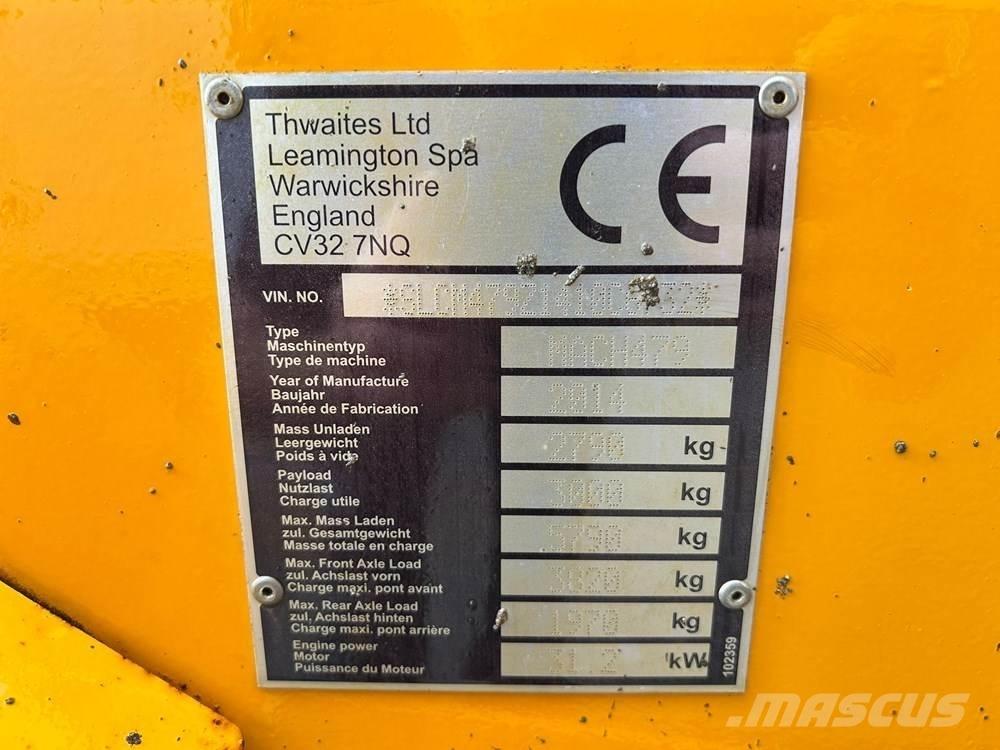 Thwaites Ltd
Leamington Spa
Warwickshire
England
CV32 7NQ
CE
VIN. NO.
Type
Maschinentyp MACH479
Type de machine
Year of Manufacture
Baujahr 2014
Année de Fabrication
Mass Unladen
Leergewicht 2790 kg
Poids à vide
Payload
Nutzlast 3000 kg
Charge utile
Max. Mass Laden
zul. Gesamtgewicht 5790 kg
Masse totale en charge
Max. Front Axle Load
zul. Achslast vorn 3820 kg
Charge maxi. pont avant
Max. Rear Axle Load
zul. Achslast hinten 1970 kg
Charge maxi. pont arrière
Engine power
Motor 31.2 kW
Puissance du Moteur
102359
MASCUS